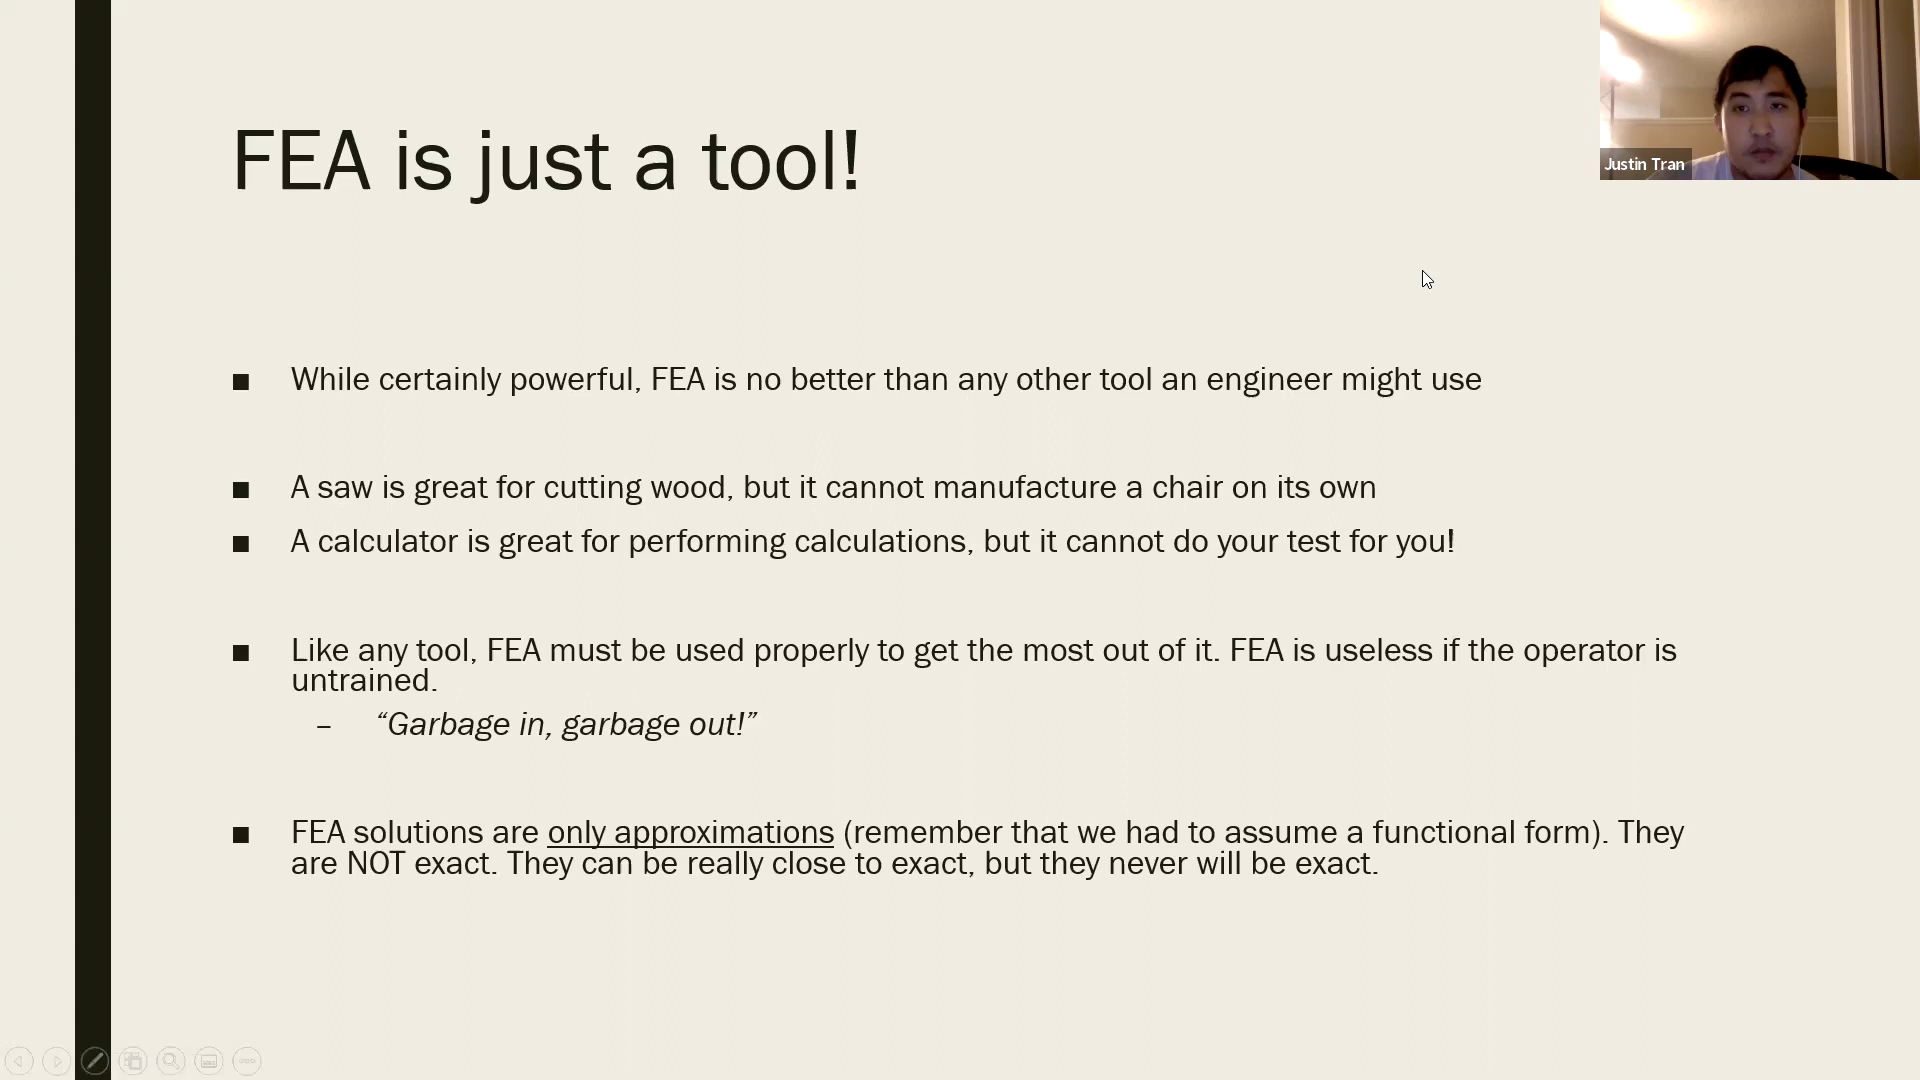 FEA is just a tool!
Justin Tran
■ While certainly powerful, FEA is no better than any other tool an engineer might use
■ A saw is great for cutting wood, but it cannot manufacture a chair on its own
■ A calculator is great for performing calculations, but it cannot do your test for you!
■ Like any tool, FEA must be used properly to get the most out of it. FEA is useless if the operator is
untrained.
– “Garbage in, garbage out!”
■ FEA solutions are only approximations (remember that we had to assume a functional form). They
are NOT exact. They can be really close to exact, but they never will be exact.